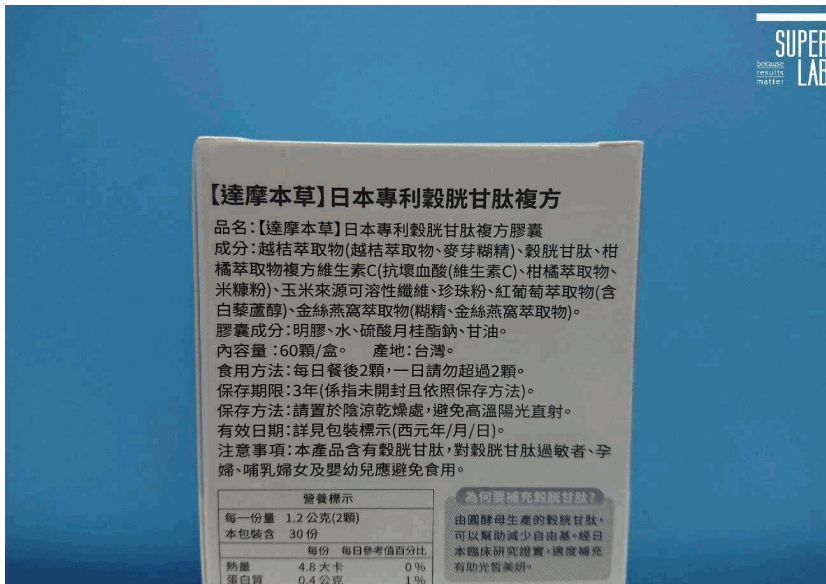 SUPER
LAB
because
results
matter
【達摩本草】日本專利穀胱甘肽複方
品名:【達摩本草】日本專利穀胱甘肽複方膠囊
成分:越桔萃取物(越桔萃取物、麥芽糊精)、穀胱甘肽、柑
橘萃取物複方維生素C(抗壞血酸(維生素C)、柑橘萃取物、
米糠粉)、玉米來源可溶性纖維、珍珠粉、紅葡萄萃取物(含
白藜蘆醇)、金絲燕窩萃取物(糊精、金絲燕窩萃取物)。
膠囊成分:明膠、水、硫酸月桂酯鈉、甘油。
內容量:60顆/盒。 產地:台灣。
食用方法:每日餐後2顆,一日請勿超過2顆。
保存期限:3年(係指未開封且依照保存方法)。
保存方法:請置於陰涼乾燥處,避免高溫陽光直射。
有效日期:詳見包裝標示(西元年/月/日)。
注意事項:本產品含有穀胱甘肽,對穀胱甘肽過敏者、孕
婦、哺乳婦女及嬰幼兒應避免食用。
營養標示
每一份量 1.2公克(2顆)
本包裝含 30份
每份 每日參考值百分比
熱量 4.8大卡 0%
蛋白質 0.4公克 1%
為何要補充穀胱甘肽?
由圓酵母生產的穀胱甘肽,
可以幫助減少自由基。經日
本臨床研究證實,適度補充
有助光皙美妍。